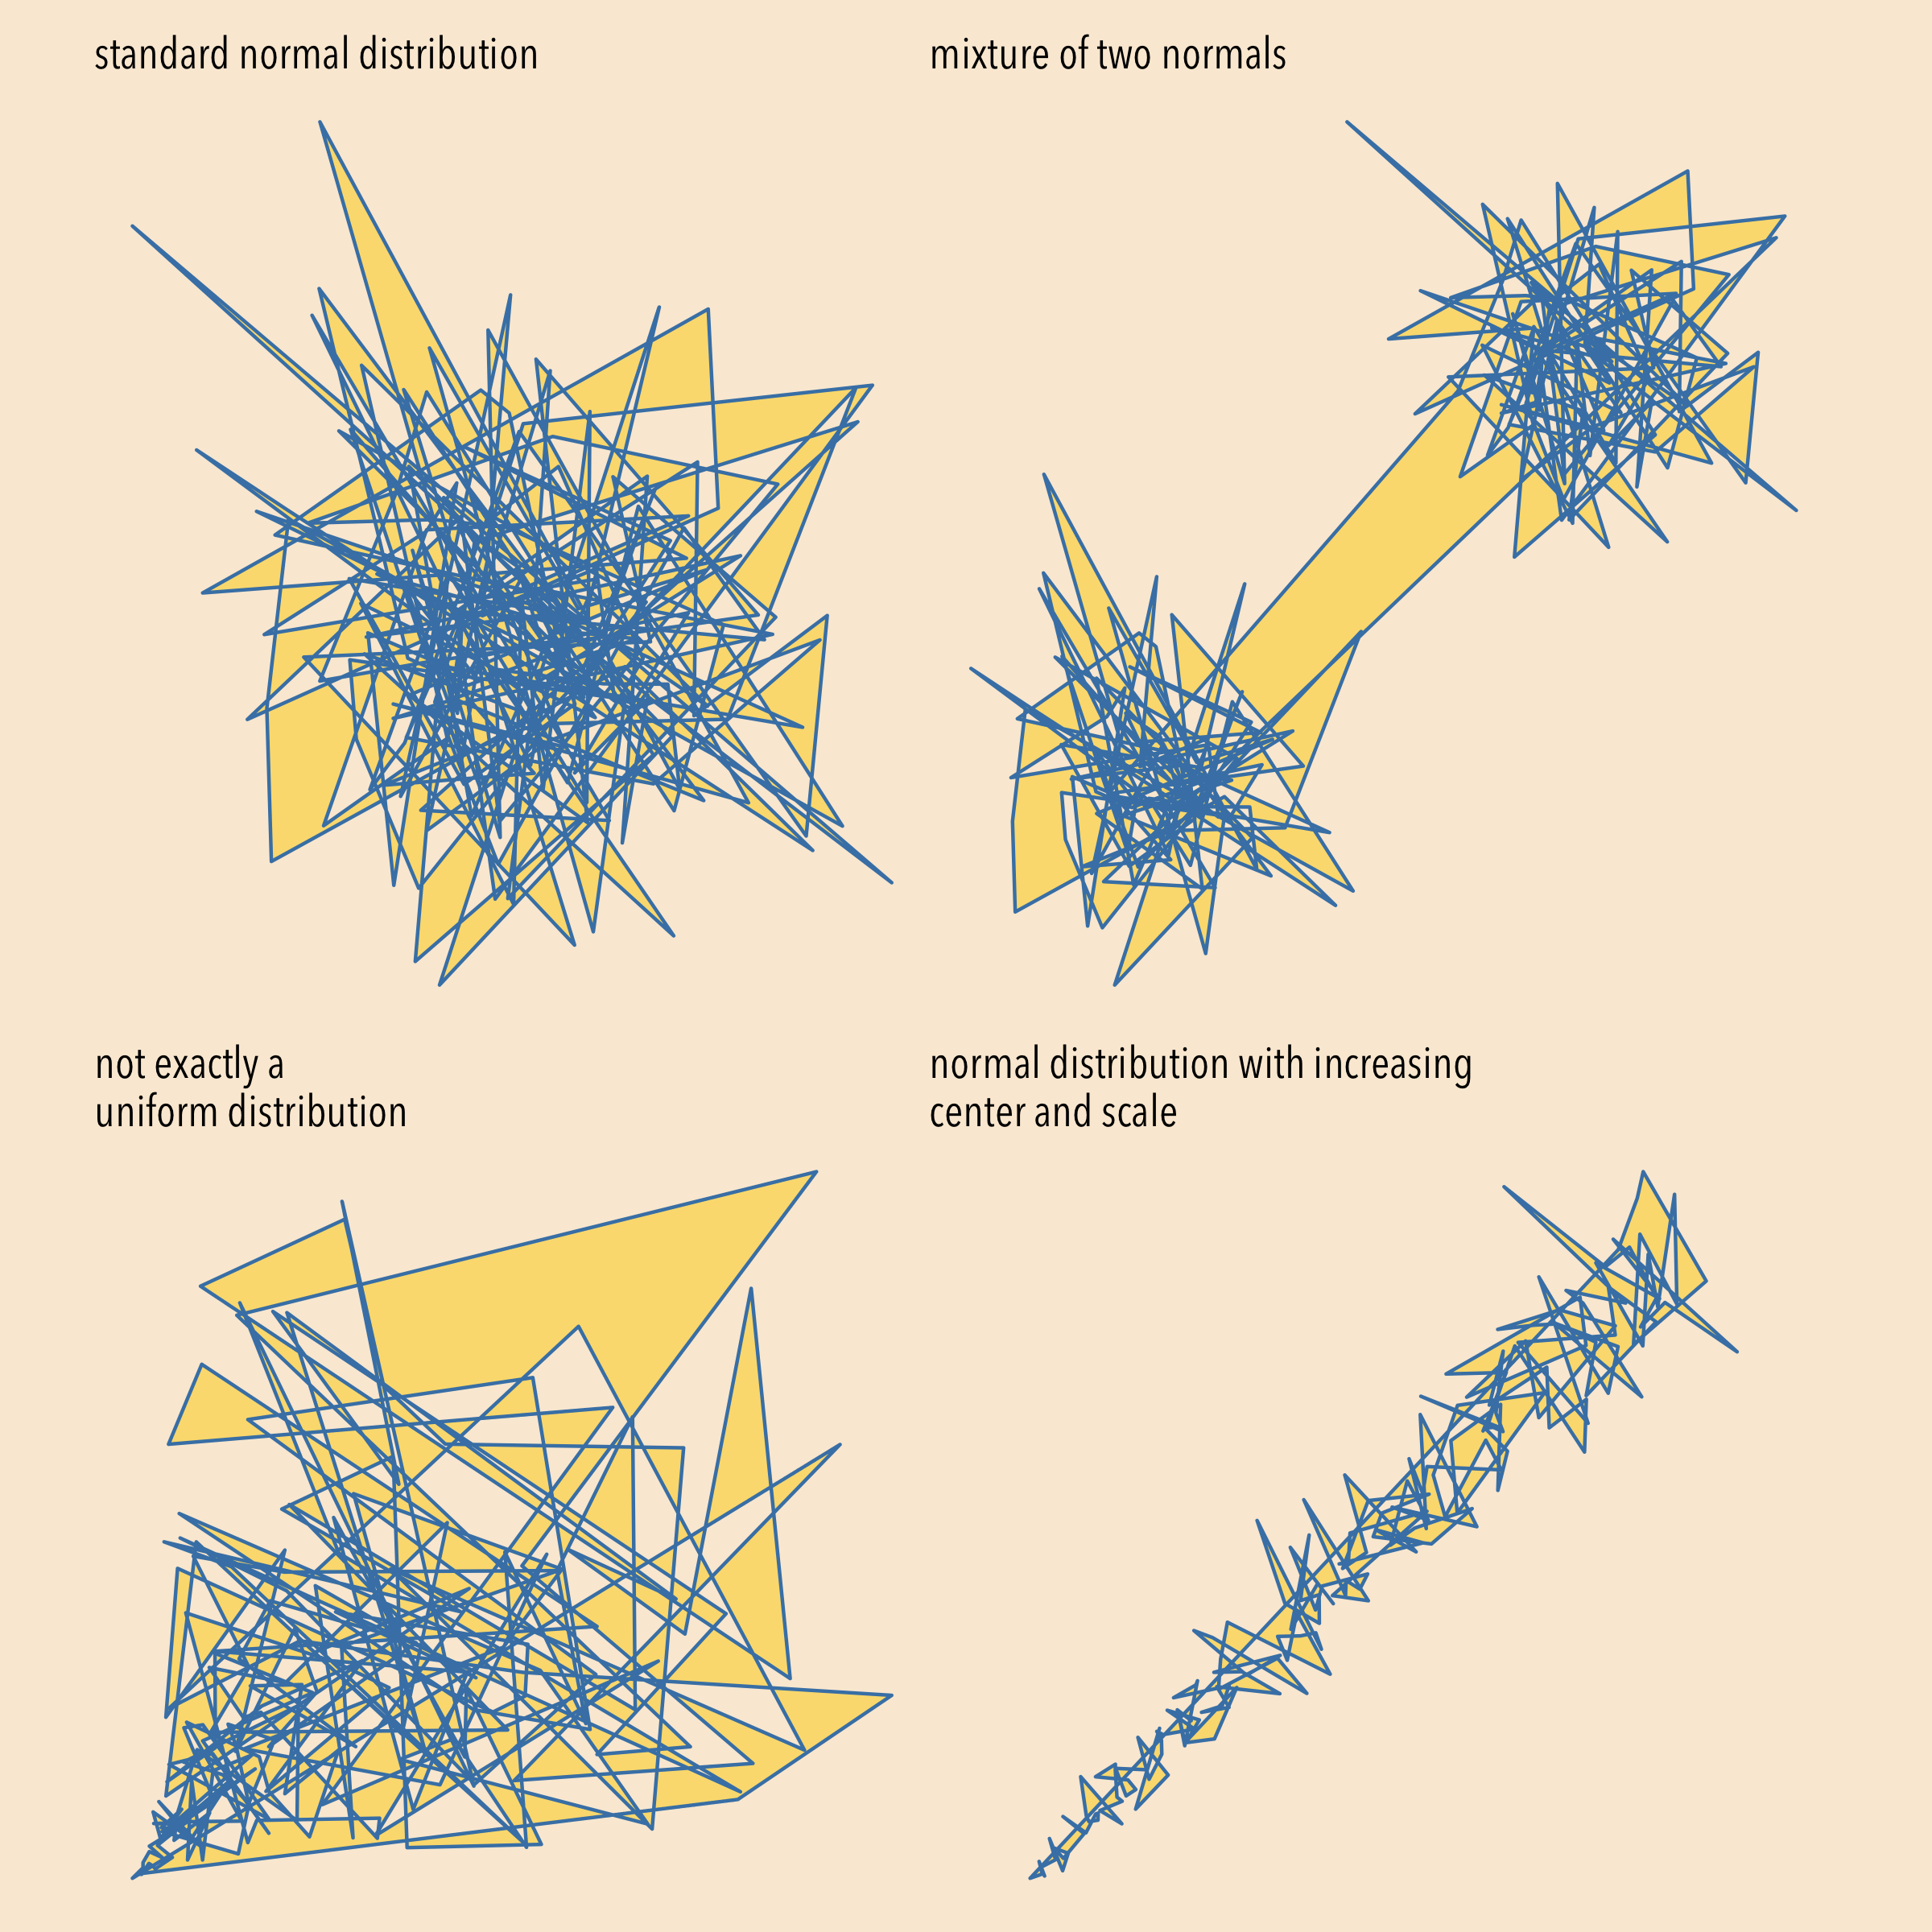 standard normal distribution
mixture of two normals
not exactly a
uniform distribution
normal distribution with increasing
center and scale